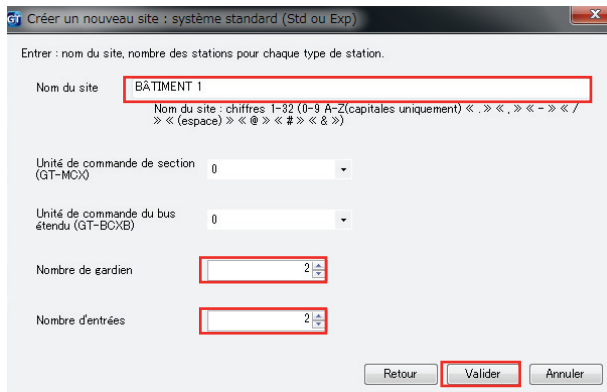 GT Créer un nouveau site : système standard (Std ou Exp)
Entrer : nom du site, nombre des stations pour chaque type de station.
Nom du site BÂTIMENT 1
Nom du site : chiffres 1-32 (0-9 A-Z(capitales uniquement) « . » « , » « - » « /
» « (espace) » « @ » « # » « & »)
Unité de commande de section
(GT-MCX) 0
Unité de commande du bus
étendu (GT-BCXB) 0
Nombre de gardien 2
Nombre d'entrées 2
Retour Valider Annuler